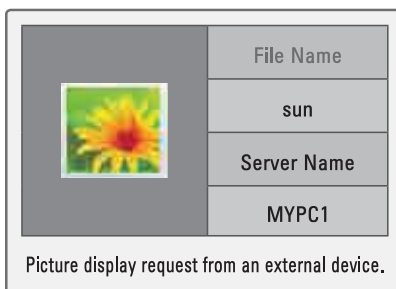 File Name
sun
Server Name
MYPC1
Picture display request from an external device.